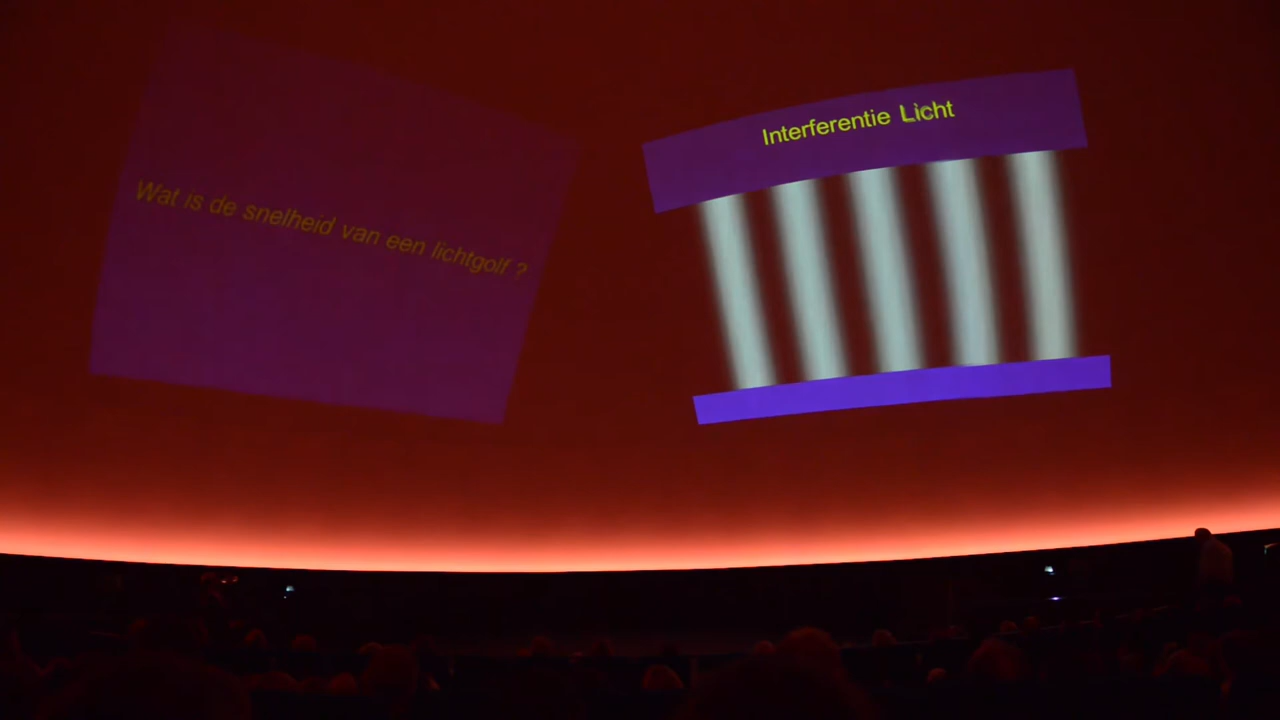 Wat is de snelheid van een lichtgolf ?
Interferentie Licht